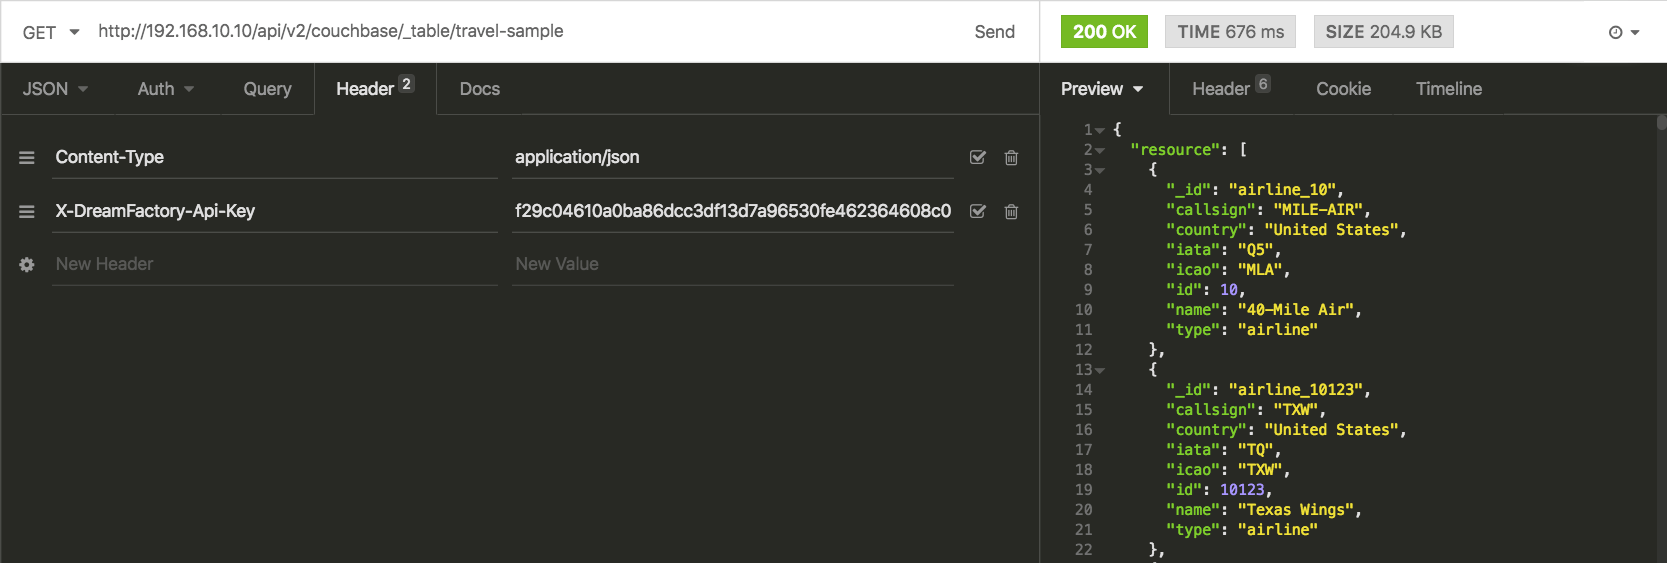 GET http://192.168.10.10/api/v2/couchbase/_table/travel-sample Send
200 OK TIME 676 ms SIZE 204.9 KB
JSON Auth Query Header 2 Docs
Content-Type application/json
X-DreamFactory-Api-Key f29c04610a0ba86dcc3df13d7a96530fe462364608c0
New Header New Value
Preview Header 6 Cookie Timeline
1 {
2 "resource": [
3 {
4 "_id": "airline_10",
5 "callsign": "MILE-AIR",
6 "country": "United States",
7 "iata": "Q5",
8 "icao": "MLA",
9 "id": 10,
10 "name": "40-Mile Air",
11 "type": "airline"
12 },
13 {
14 "_id": "airline_10123",
15 "callsign": "TXW",
16 "country": "United States",
17 "iata": "TQ",
18 "icao": "TXW",
19 "id": 10123,
20 "name": "Texas Wings",
21 "type": "airline"
22 },